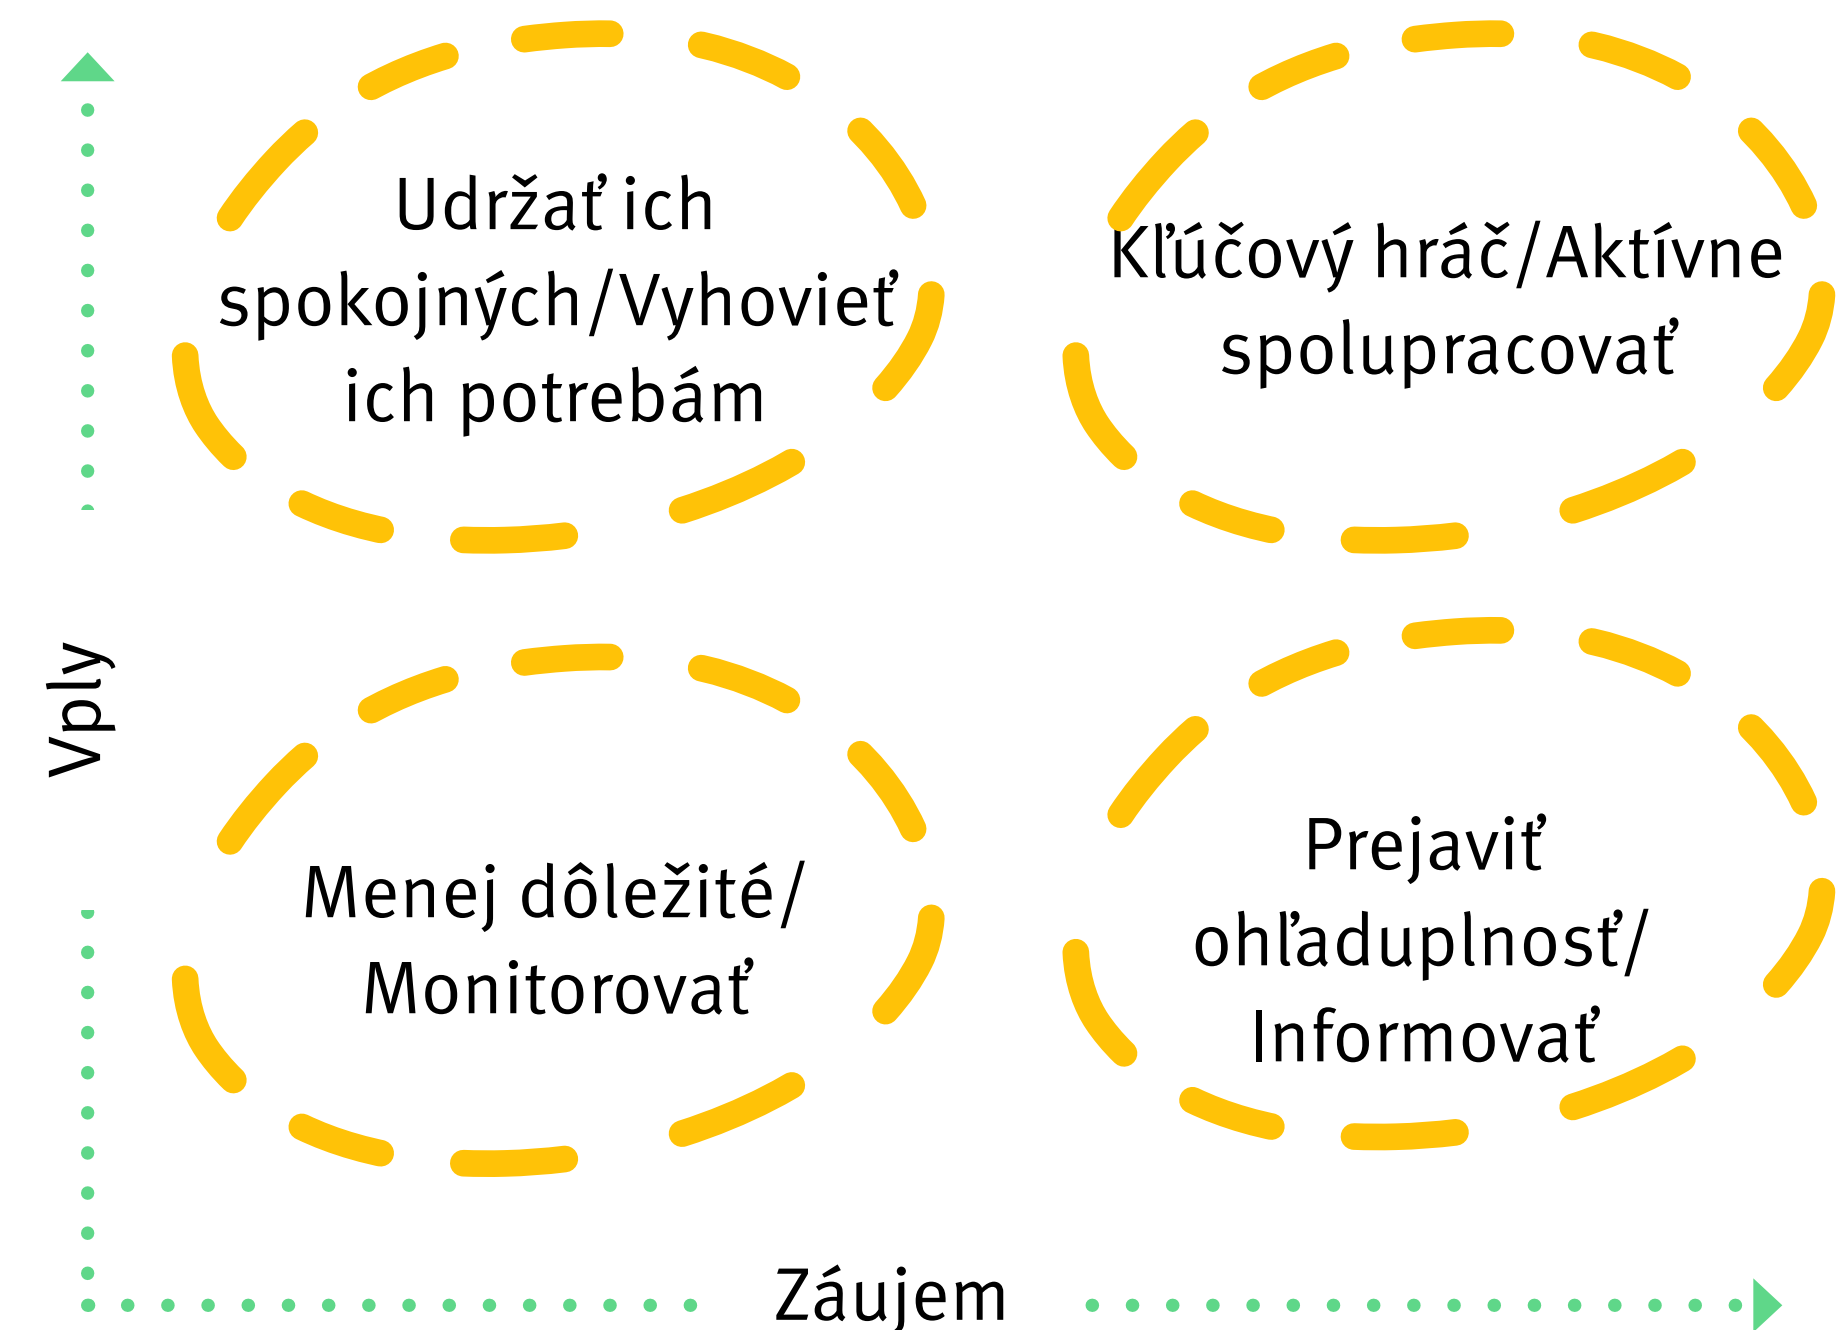 Udržať ich
spokojných/Vyhovieť
ich potrebám
Kľúčový hráč/Aktívne
spolupracovať
Vply
Menej dôležité/
Monitorovať
Prejaviť
ohľaduplnosť/
Informovať
Záujem